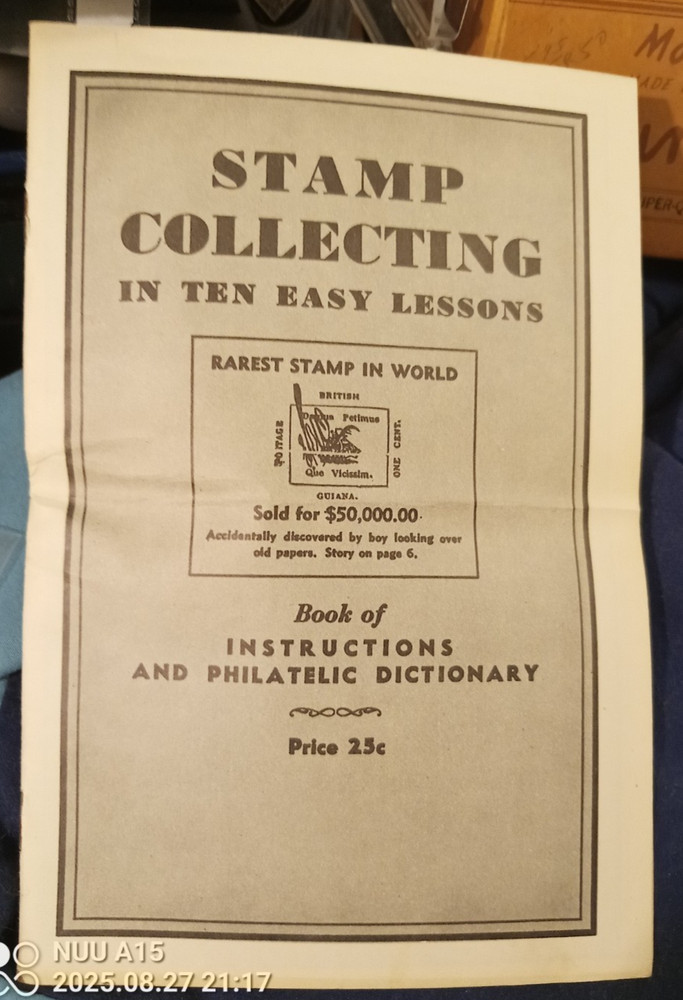 STAMP
COLLECTING
IN TEN EASY LESSONS
RAREST STAMP IN WORLD
BRITISH
Petimus
ONE CENT.
Que Vicissim.
GUIANA.
Sold for $50,000.00
Accidentally discovered by boy looking over
old papers. Story on page 6.
Book of
INSTRUCTIONS
AND PHILATELIC DICTIONARY
Price 25c
NUU A15
2025.08.27 21:17